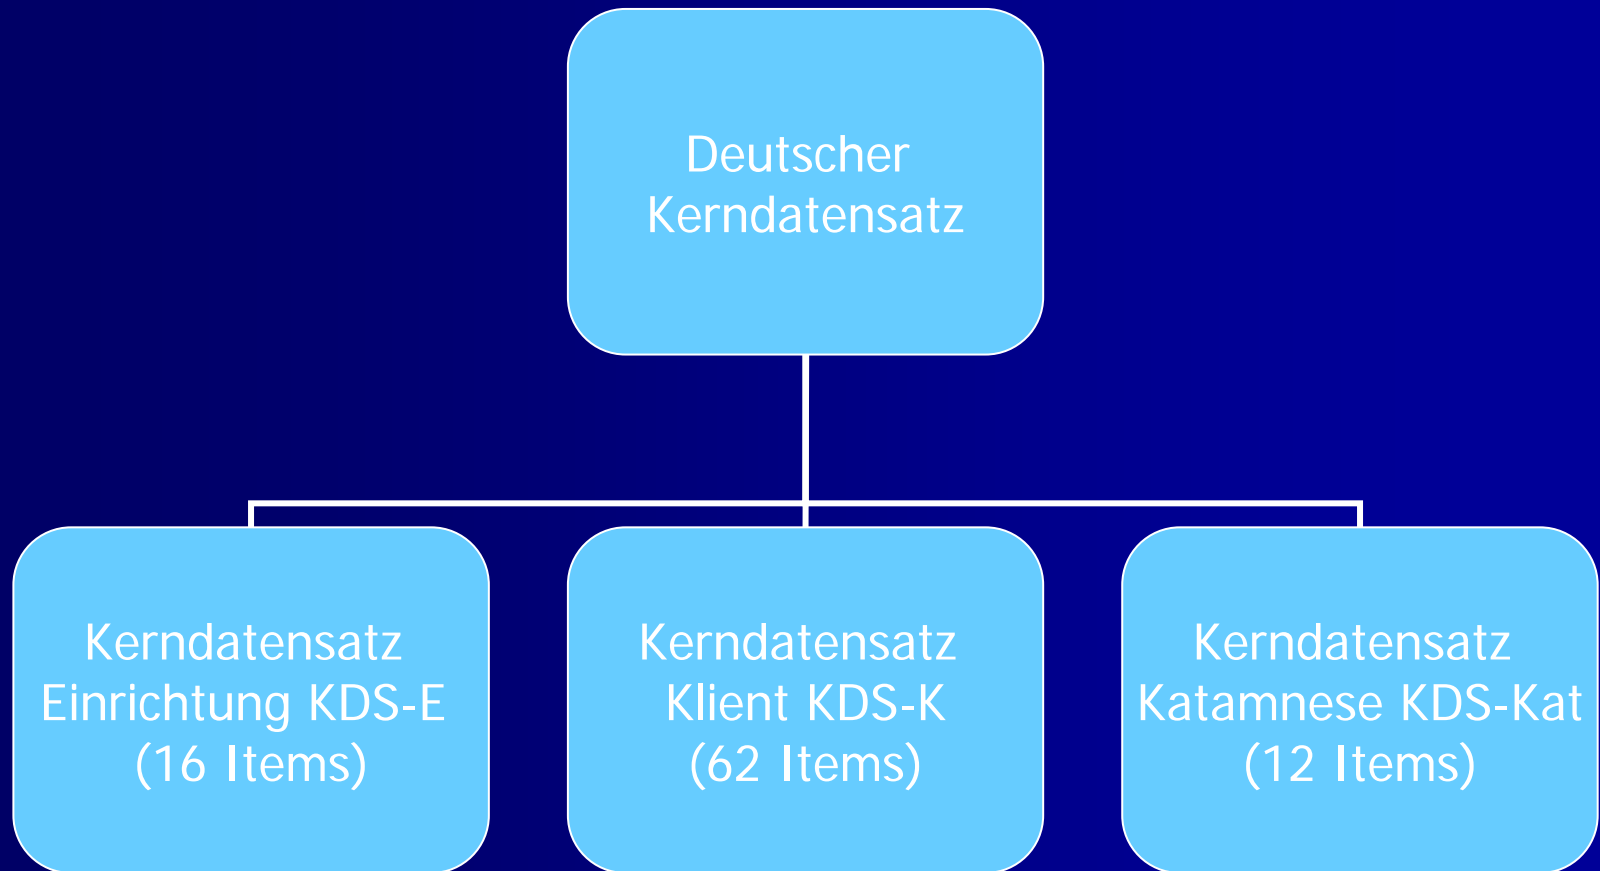 Deutscher
Kerndatensatz
Kerndatensatz
Einrichtung KDS-E
(16 Items)
Kerndatensatz
Klient KDS-K
(62 Items)
Kerndatensatz
Katamnese KDS-Kat
(12 Items)